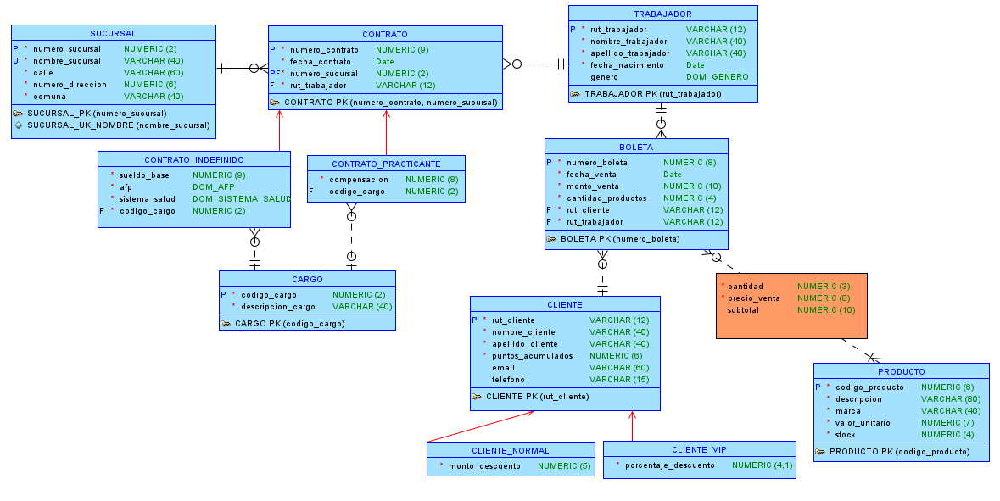 SUCURSAL
P * numero_sucursal NUMERIC (2)
U * nombre_sucursal VARCHAR (40)
* calle VARCHAR (60)
* numero_direccion NUMERIC (6)
* comuna VARCHAR (40)
SUCURSAL_PK (numero_sucursal)
SUCURSAL_UK_NOMBRE (nombre_sucursal)
CONTRATO
P * numero_contrato NUMERIC (9)
* fecha_contrato Date
PF* numero_sucursal NUMERIC (2)
F * rut_trabajador VARCHAR (12)
CONTRATO PK (numero_contrato, numero_sucursal)
TRABAJADOR
P * rut_trabajador VARCHAR (12)
* nombre_trabajador VARCHAR (40)
* apellido_trabajador VARCHAR (40)
* fecha_nacimiento Date
genero DOM_GENERO
TRABAJADOR PK (rut_trabajador)
CONTRATO_INDEFINIDO
* sueldo_base NUMERIC (9)
* afp DOM_AFP
* sistema_salud DOM_SISTEMA_SALUD
F * codigo_cargo NUMERIC (2)
CONTRATO_PRACTICANTE
* compensacion NUMERIC (8)
F codigo_cargo NUMERIC (2)
BOLETA
P * numero_boleta NUMERIC (8)
* fecha_venta Date
* monto_venta NUMERIC (10)
* cantidad_productos NUMERIC (4)
F * rut_cliente VARCHAR (12)
F * rut_trabajador VARCHAR (12)
BOLETA PK (numero_boleta)
CARGO
P * codigo_cargo NUMERIC (2)
* descripcion_cargo VARCHAR (40)
CARGO PK (codigo_cargo)
* cantidad NUMERIC (3)
* precio_venta NUMERIC (8)
subtotal NUMERIC (10)
CLIENTE
P * rut_cliente VARCHAR (12)
* nombre_cliente VARCHAR (40)
* apellido_cliente VARCHAR (40)
* puntos_acumulados NUMERIC (6)
email VARCHAR (60)
telefono VARCHAR (15)
CLIENTE PK (rut_cliente)
PRODUCTO
P * codigo_producto NUMERIC (6)
* descripcion VARCHAR (80)
* marca VARCHAR (40)
* valor_unitario NUMERIC (7)
* stock NUMERIC (4)
PRODUCTO PK (codigo_producto)
CLIENTE_NORMAL
* monto_descuento NUMERIC (5)
CLIENTE_VIP
* porcentaje_descuento NUMERIC (4,1)